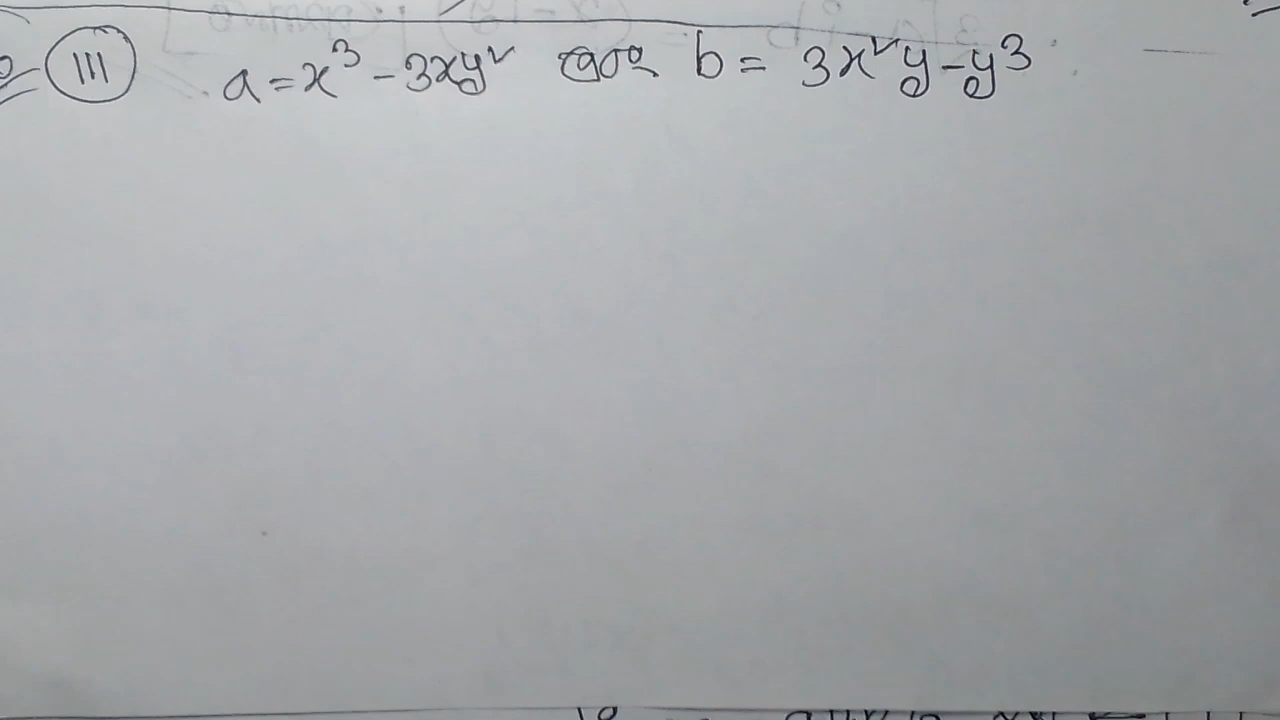 (III) a = x³ - 3xy² এবং b = 3x²y - y³